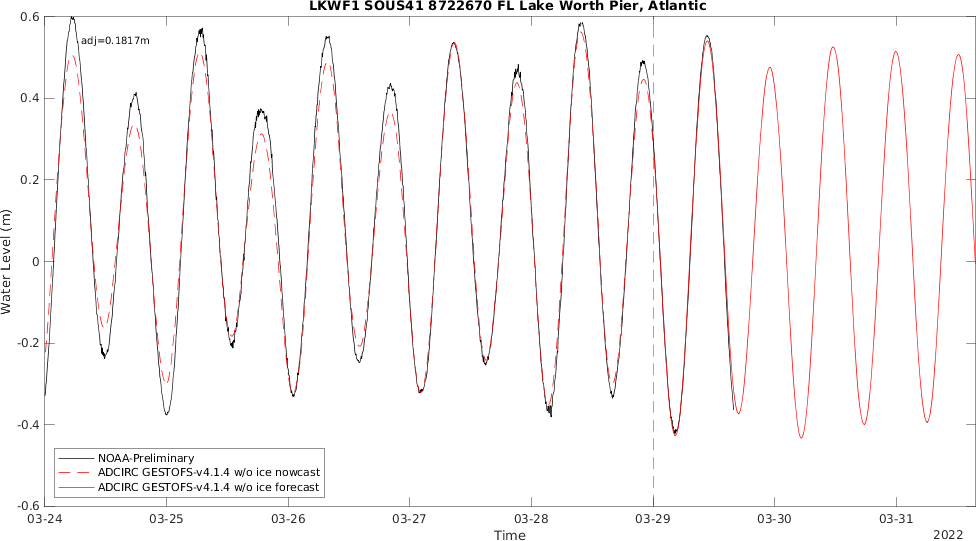 LKWF1 SOUS41 8722670 FL Lake Worth Pier, Atlantic
adj=0.1817m
0.6
0.4
0.2
0
-0.2
-0.4
-0.6
Water Level (m)
NOAA-Preliminary
ADCIRC GESTOFS-v4.1.4 w/o ice nowcast
ADCIRC GESTOFS-v4.1.4 w/o ice forecast
03-24 03-25 03-26 03-27 03-28 03-29 03-30 03-31
Time
2022